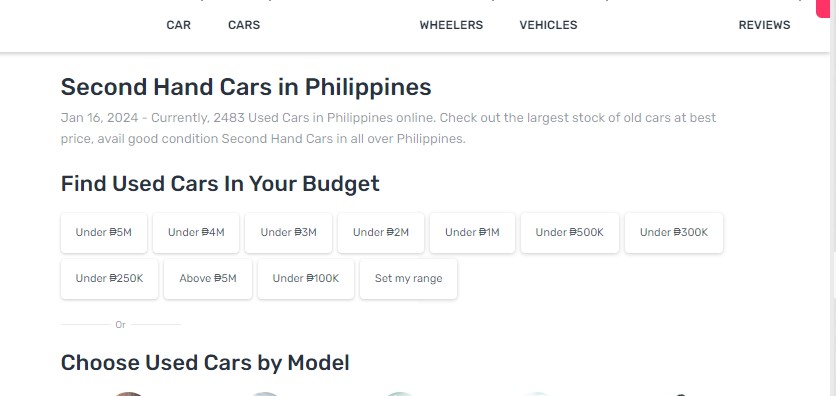 CAR CARS WHEELERS VEHICLES REVIEWS
Second Hand Cars in Philippines
Jan 16, 2024 - Currently, 2483 Used Cars in Philippines online. Check out the largest stock of old cars at best
price, avail good condition Second Hand Cars in all over Philippines.
Find Used Cars In Your Budget
Under ₱5M Under ₱4M Under ₱3M Under ₱2M Under ₱1M Under ₱500K Under ₱300K
Under ₱250K Above ₱5M Under ₱100K Set my range
Or
Choose Used Cars by Model